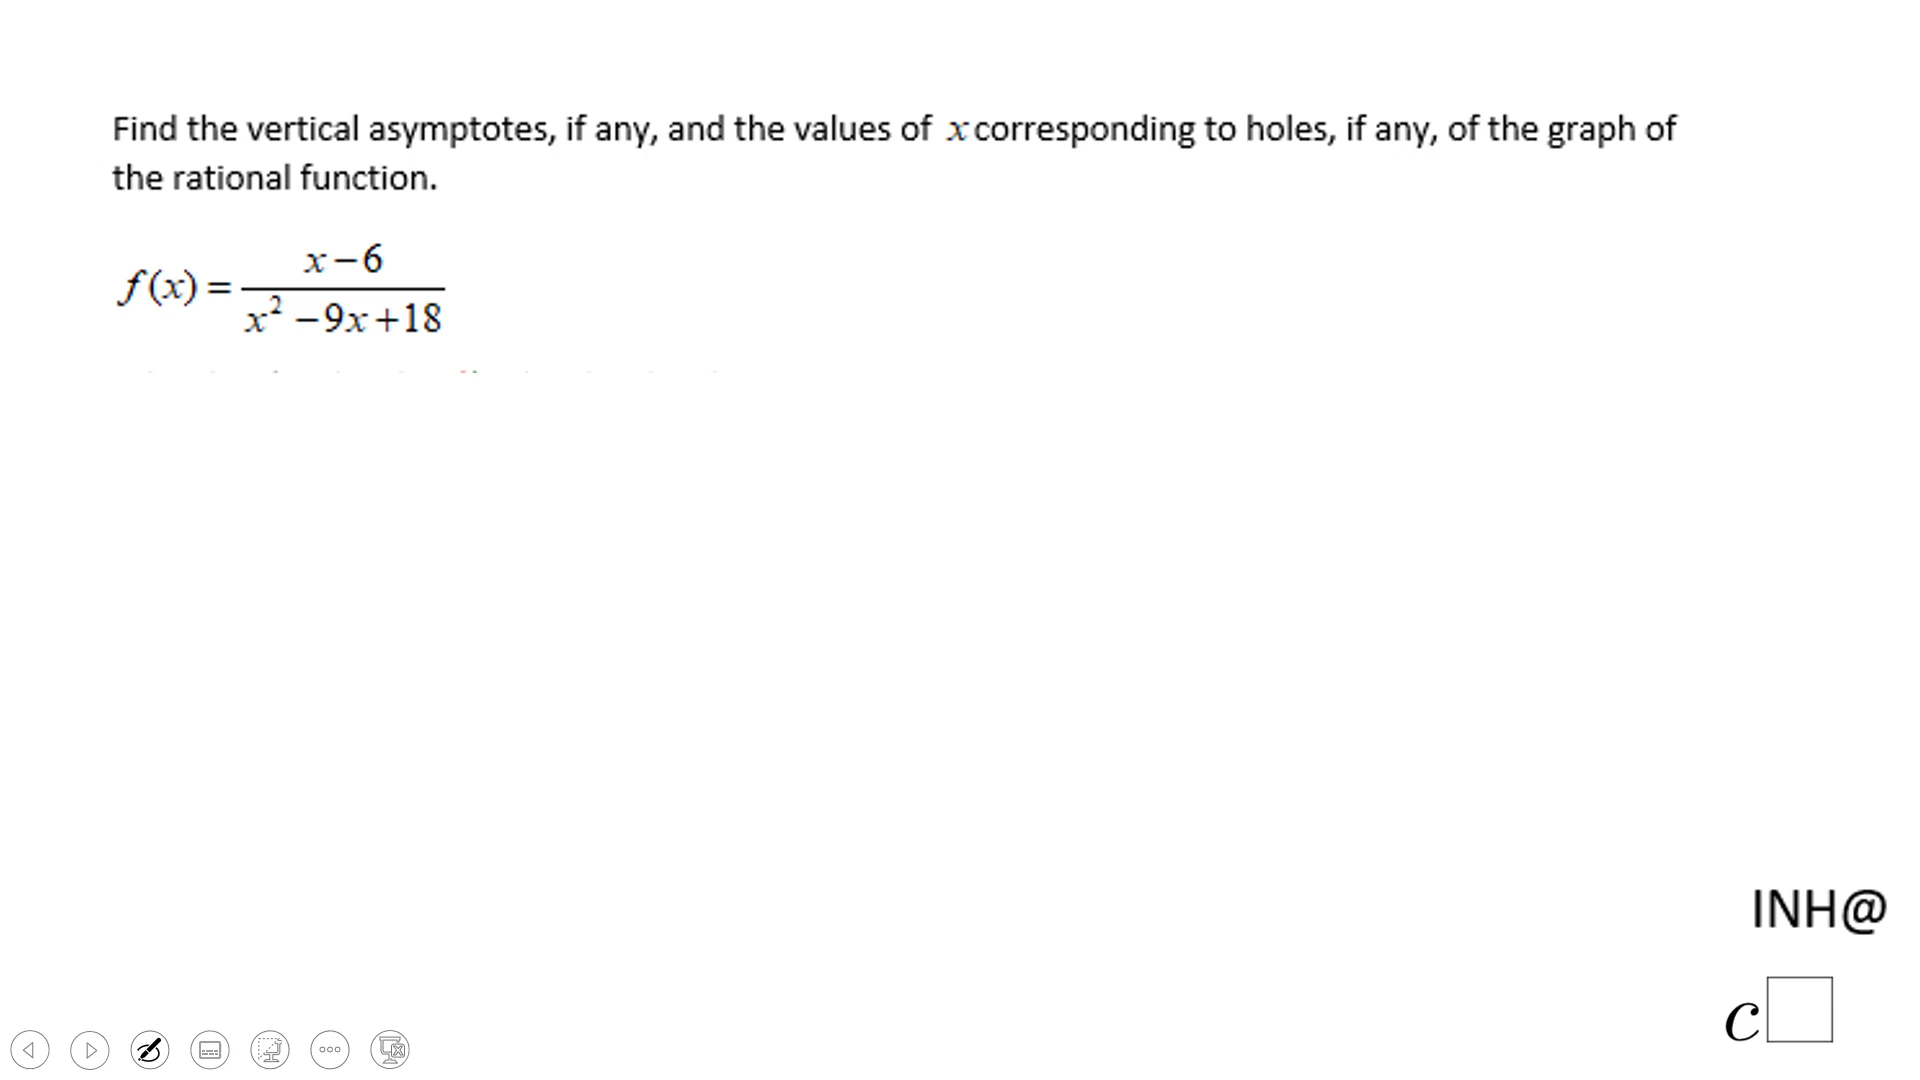 Find the vertical asymptotes, if any, and the values of x corresponding to holes, if any, of the graph of
the rational function.
f(x) = (x−6)/(x² −9x+18)
INH@
c□